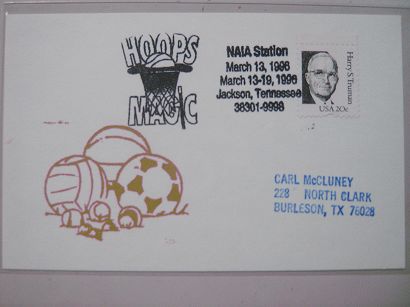 HOOPS
MAGIC
NAIA Station
March 13, 1996
March 13-19, 1996
Jackson, Tennessee
38301-9998
Harry S. Truman
USA 20c
CARL McCLUNEY
228 NORTH CLARK
BURLESON, TX 76028